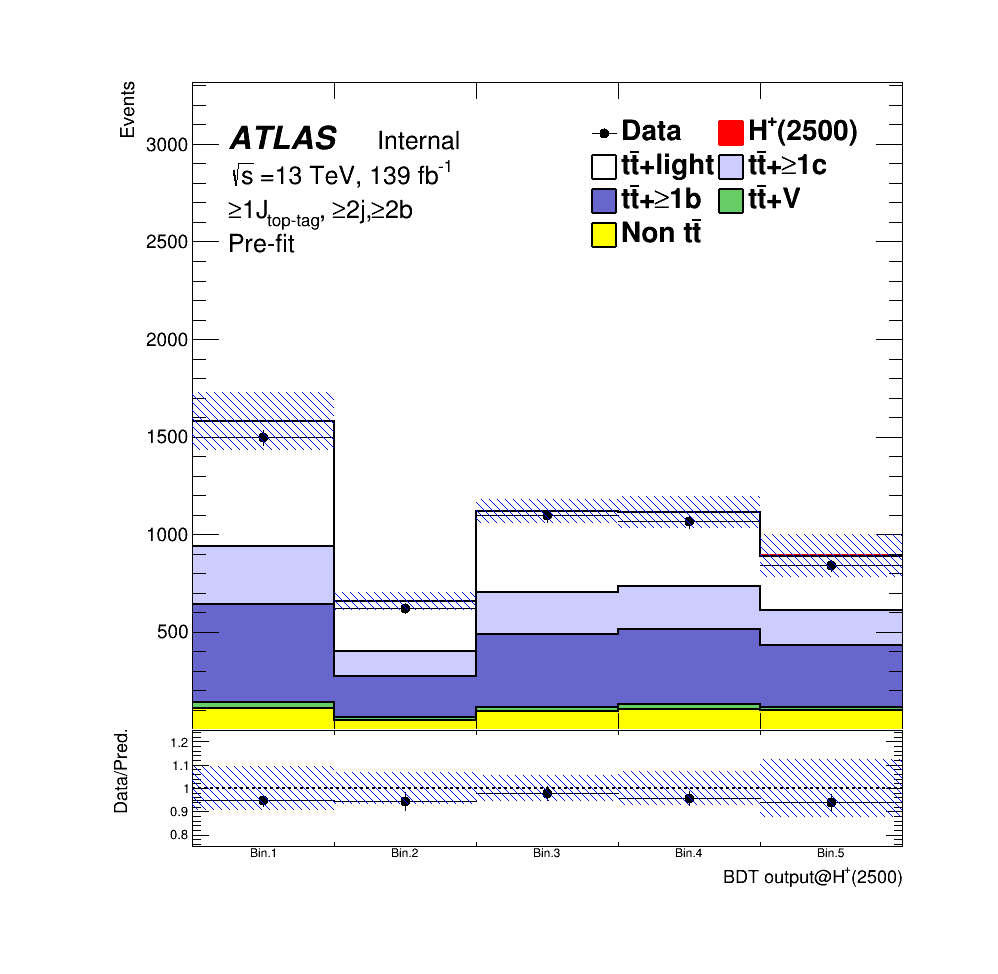 Events
3000
2500
2000
1500
1000
500
ATLAS Internal
√s =13 TeV, 139 fb⁻¹
≥1J_top-tag, ≥2j,≥2b
Pre-fit
Data
H⁺(2500)
tt̄+light
tt̄+≥1c
tt̄+≥1b
tt̄+V
Non tt̄
Data/Pred.
1.2
1.1
1
0.9
0.8
Bin.1 Bin.2 Bin.3 Bin.4 Bin.5
BDT output@H⁺(2500)